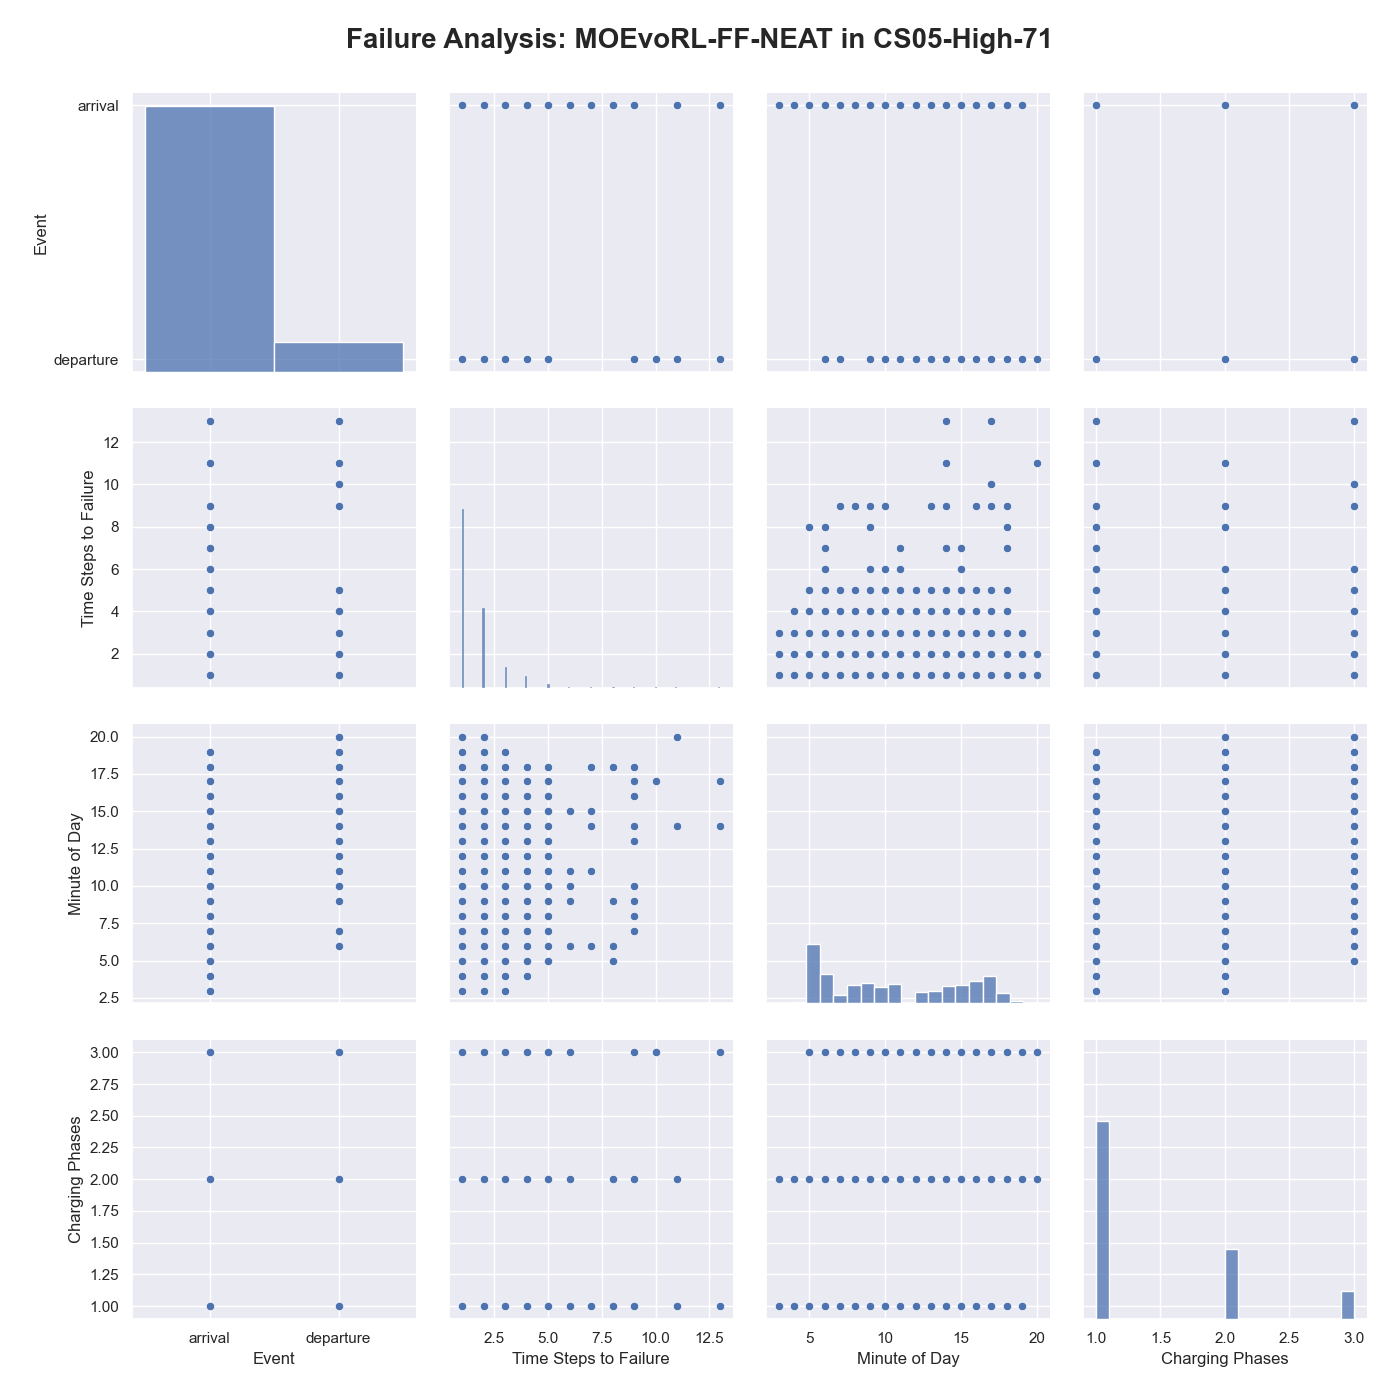 Failure Analysis: MOEvoRL-FF-NEAT in CS05-High-71
arrival
departure
Event
12
10
8
6
4
2
Time Steps to Failure
20.0
17.5
15.0
12.5
10.0
7.5
5.0
2.5
Minute of Day
3.00
2.75
2.50
2.25
2.00
1.75
1.50
1.25
1.00
Charging Phases
arrival departure
Event
2.5 5.0 7.5 10.0 12.5
Time Steps to Failure
5 10 15 20
Minute of Day
1.0 1.5 2.0 2.5 3.0
Charging Phases